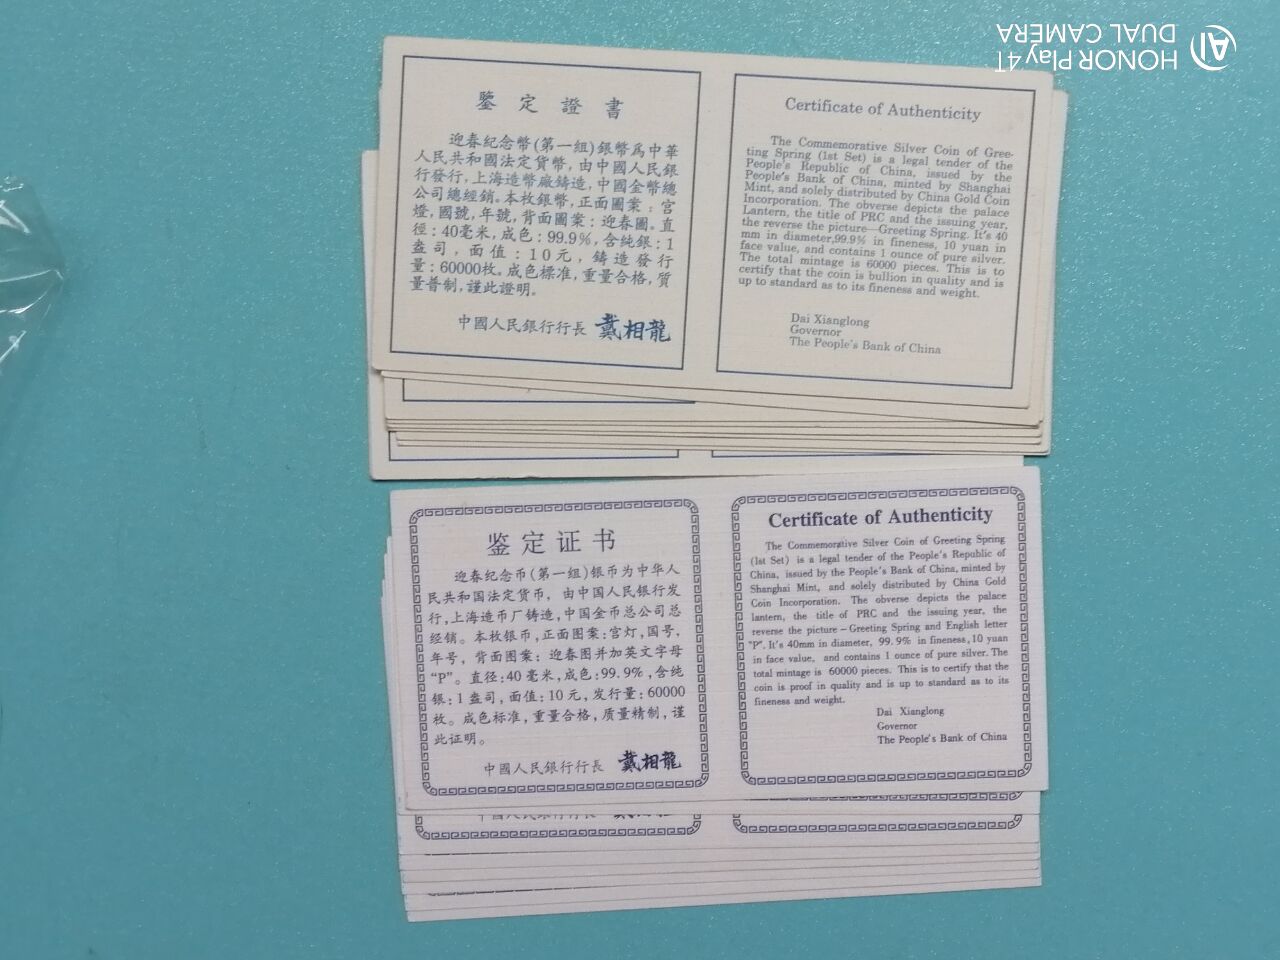 HONOR Play 4T
DUAL CAMERA
鑒定證書
迎春紀念幣(第一組)銀幣爲中華
人民共和國法定貨幣,由中國人民銀
行發行,上海造幣廠鑄造,中國金幣總
公司總經銷。本枚銀幣,正面圖案:宮
燈,國號,年號,背面圖案:迎春圖。直
徑:40毫米,成色:99.9%,含純銀:1
盎司,面值:10元,鑄造發行
量:60000枚。成色標准,重量合格,質
量普制,謹此證明。
中國人民銀行行長 戴相龍
Certificate of Authenticity
The Commemorative Silver Coin of Gree-
ting Spring (1st Set) is a legal tender of the
People's Republic of China, issued by the
People's Bank of China, minted by Shanghai
Mint, and solely distributed by China Gold Coin
Incorporation. The obverse depicts the palace
Lantern, the title of PRC and the issuing year,
the reverse the picture—Greeting Spring. It's 40
mm in diameter,99.9% in fineness, 10 yuan in
face value, and contains 1 ounce of pure silver.
The total mintage is 60000 pieces. This is to
certify that the coin is bullion in quality and is
up to standard as to its fineness and weight.
Dai Xianglong
Governor
The People's Bank of China
鉴定证书
迎春纪念币(第一组)银币为中华人
民共和国法定货币,由中国人民银行发
行,上海造币厂铸造,中国金币总公司总
经销。本枚银币,正面图案:宫灯,国号,
年号,背面图案:迎春图并加英文字母
“P”。直径:40毫米,成色:99.9%,含纯
银:1盎司,面值:10元,发行量:60000
枚。成色标准,重量合格,质量精制,谨
此证明。
中國人民銀行行長 戴相龍
Certificate of Authenticity
The Commemorative Silver Coin of Greeting Spring
(1st Set) is a legal tender of the People's Republic of
China, issued by the People's Bank of China, minted by
Shanghai Mint, and solely distributed by China Gold
Coin Incorporation. The obverse depicts the palace
lantern, the title of PRC and the issuing year, the
reverse the picture – Greeting Spring and English letter
"P". It's 40mm in diameter, 99.9% in fineness, 10 yuan
in face value, and contains 1 ounce of pure silver. The
total mintage is 60000 pieces. This is to certify that the
coin is proof in quality and is up to standard as to its
fineness and weight.
Dai Xianglong
Governor
The People's Bank of China